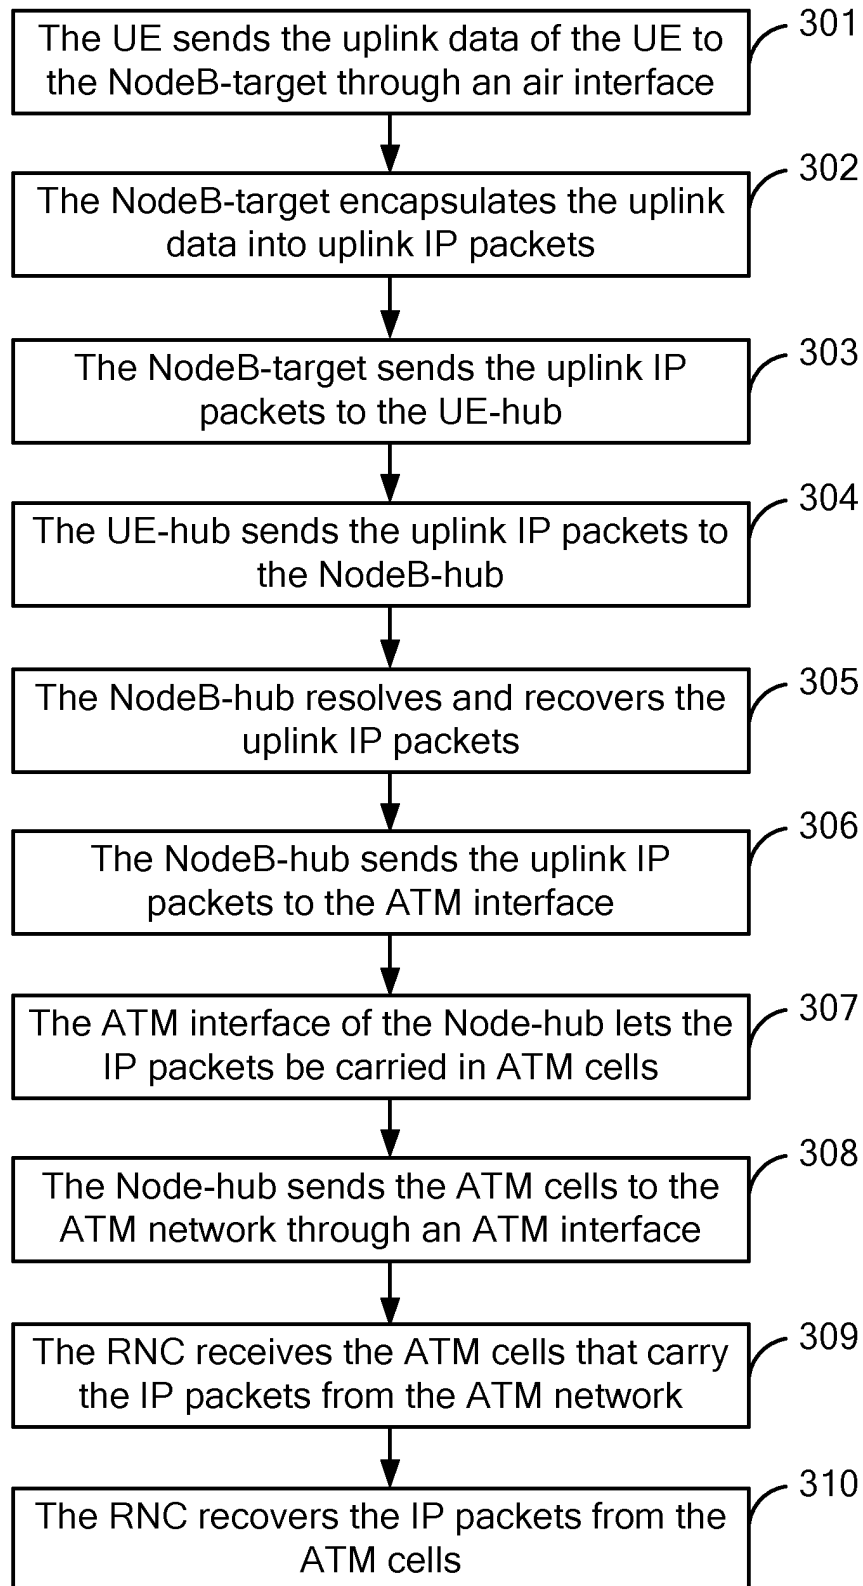 The UE sends the uplink data of the UE to
the NodeB-target through an air interface
301
The NodeB-target encapsulates the uplink
data into uplink IP packets
302
The NodeB-target sends the uplink IP
packets to the UE-hub
303
The UE-hub sends the uplink IP packets to
the NodeB-hub
304
The NodeB-hub resolves and recovers the
uplink IP packets
305
The NodeB-hub sends the uplink IP
packets to the ATM interface
306
The ATM interface of the Node-hub lets the
IP packets be carried in ATM cells
307
The Node-hub sends the ATM cells to the
ATM network through an ATM interface
308
The RNC receives the ATM cells that carry
the IP packets from the ATM network
309
The RNC recovers the IP packets from the
ATM cells
310